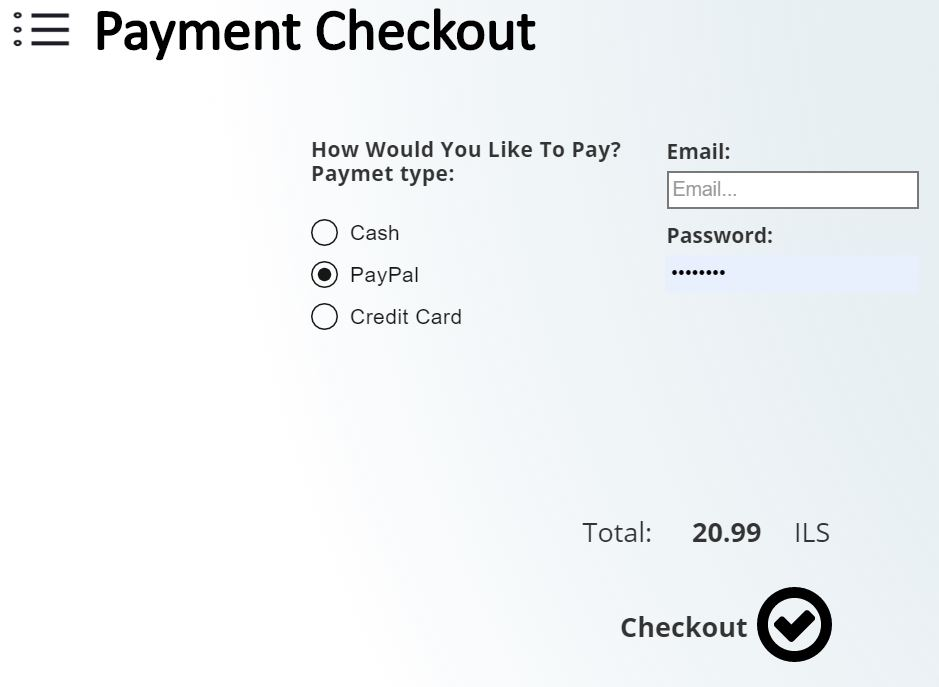 Payment Checkout
How Would You Like To Pay?
Paymet type:
Cash
PayPal
Credit Card
Email:
Email...
Password:
••••••••
Total: 20.99 ILS
Checkout